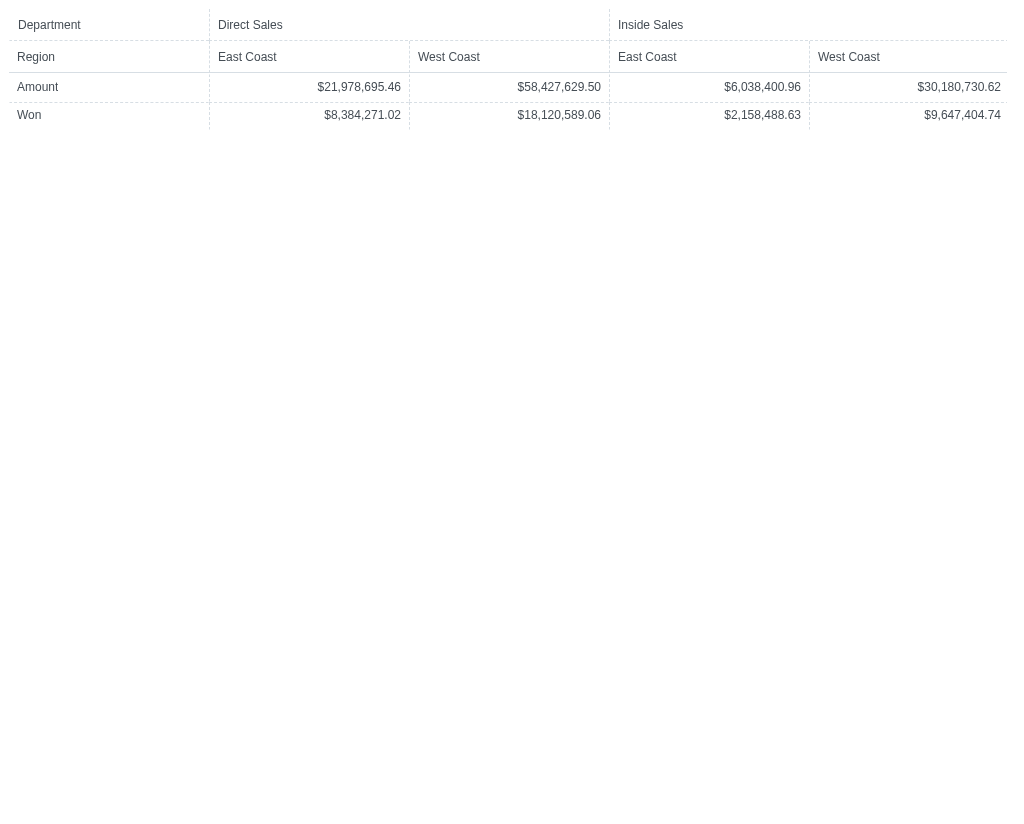 Department Direct Sales Inside Sales
Region East Coast West Coast East Coast West Coast
Amount $21,978,695.46 $58,427,629.50 $6,038,400.96 $30,180,730.62
Won $8,384,271.02 $18,120,589.06 $2,158,488.63 $9,647,404.74